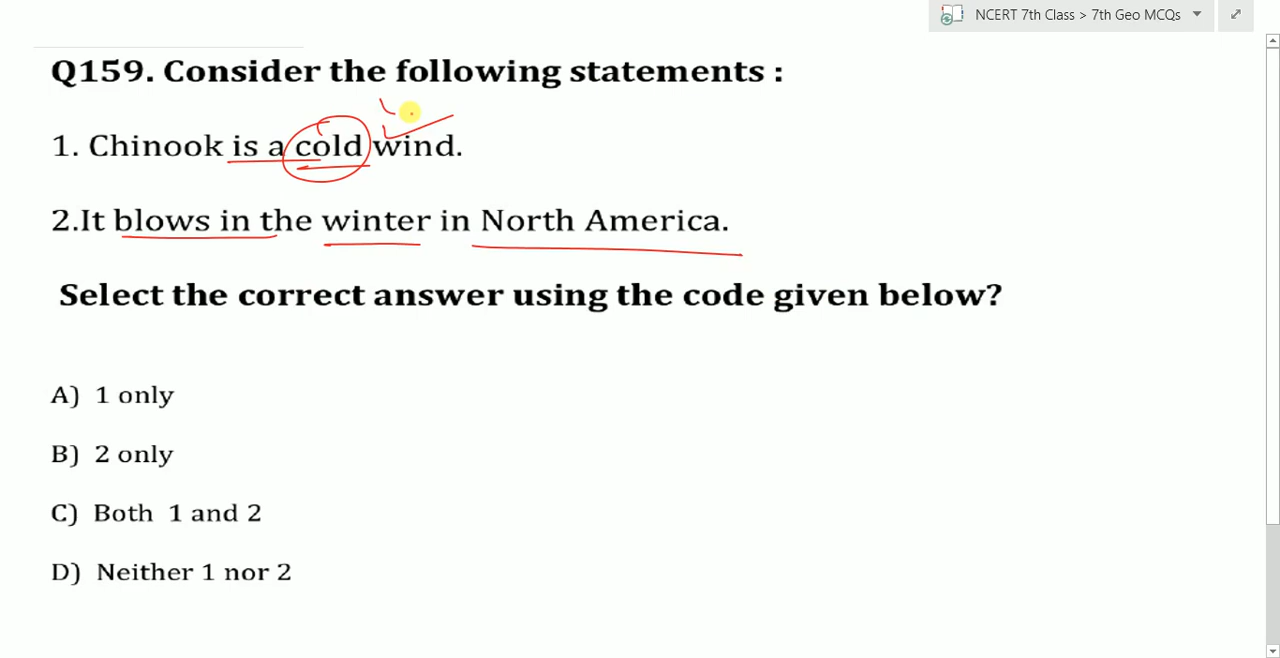 NCERT 7th Class > 7th Geo MCQs
Q159. Consider the following statements :
1. Chinook is a cold wind.
2.It blows in the winter in North America.
Select the correct answer using the code given below?
A) 1 only
B) 2 only
C) Both 1 and 2
D) Neither 1 nor 2